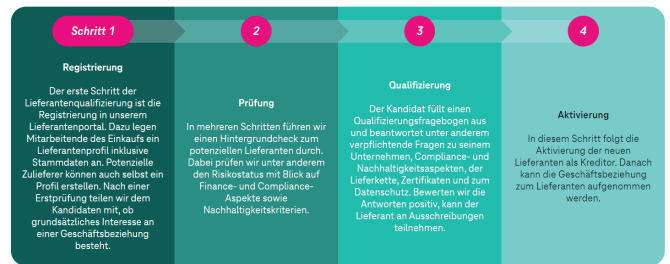 Schritt 1
Registrierung
Der erste Schritt der
Lieferantenqualifizierung ist die
Registrierung in unserem
Lieferantenportal. Dazu legen
Mitarbeitende des Einkaufs ein
Lieferantenprofil inklusive
Stammdaten an. Potenzielle
Zulieferer können auch selbst ein
Profil erstellen. Nach einer
Erstprüfung teilen wir dem
Kandidaten mit, ob
grundsätzliches Interesse an
einer Geschäftsbeziehung
besteht.
2
Prüfung
In mehreren Schritten führen wir
einen Hintergrundcheck zum
potenziellen Lieferanten durch.
Dabei prüfen wir unter anderem
den Risikostatus mit Blick auf
Finance- und Compliance-
Aspekte sowie
Nachhaltigkeitskriterien.
3
Qualifizierung
Der Kandidat füllt einen
Qualifizierungsfragebogen aus
und beantwortet unter anderem
verpflichtende Fragen zu seinem
Unternehmen, Compliance- und
Nachhaltigkeitsaspekten, der
Lieferkette, Zertifikaten und zum
Datenschutz. Bewerten wir die
Antworten positiv, kann der
Lieferant an Ausschreibungen
teilnehmen.
4
Aktivierung
In diesem Schritt folgt die
Aktivierung der neuen
Lieferanten als Kreditor. Danach
kann die Geschäftsbeziehung
zum Lieferanten aufgenommen
werden.